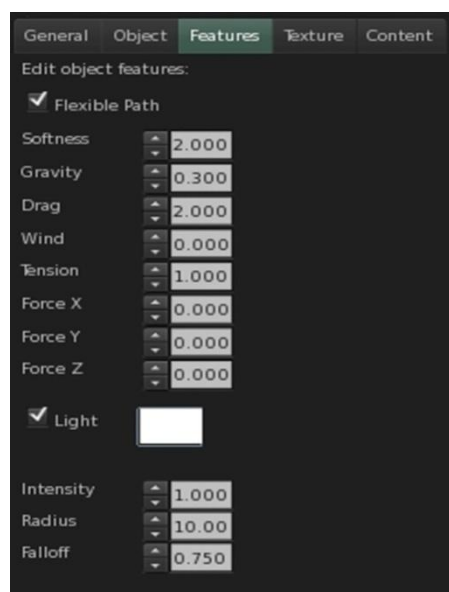 General Object Features Texture Content
Edit object features:
Flexible Path
Softness 2.000
Gravity 0.300
Drag 2.000
Wind 0.000
Tension 1.000
Force X 0.000
Force Y 0.000
Force Z 0.000
Light
Intensity 1.000
Radius 10.00
Falloff 0.750